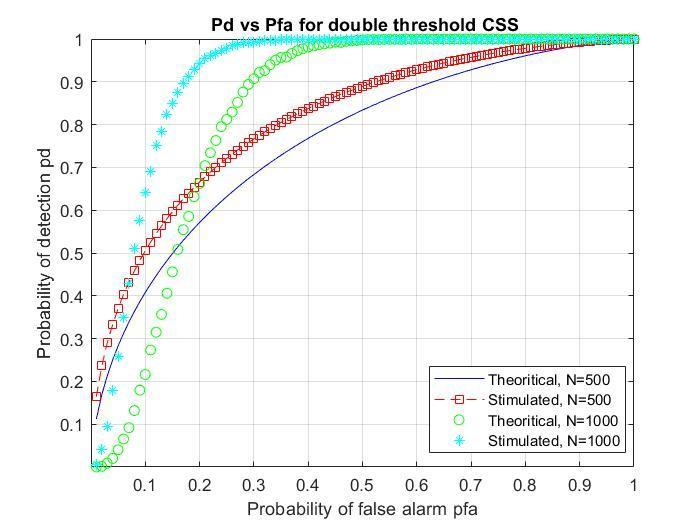 Pd vs Pfa for double threshold CSS
Probability of detection pd
1
0.9
0.8
0.7
0.6
0.5
0.4
0.3
0.2
0.1
Theoritical, N=500
Stimulated, N=500
Theoritical, N=1000
Stimulated, N=1000
0.1 0.2 0.3 0.4 0.5 0.6 0.7 0.8 0.9 1
Probability of false alarm pfa